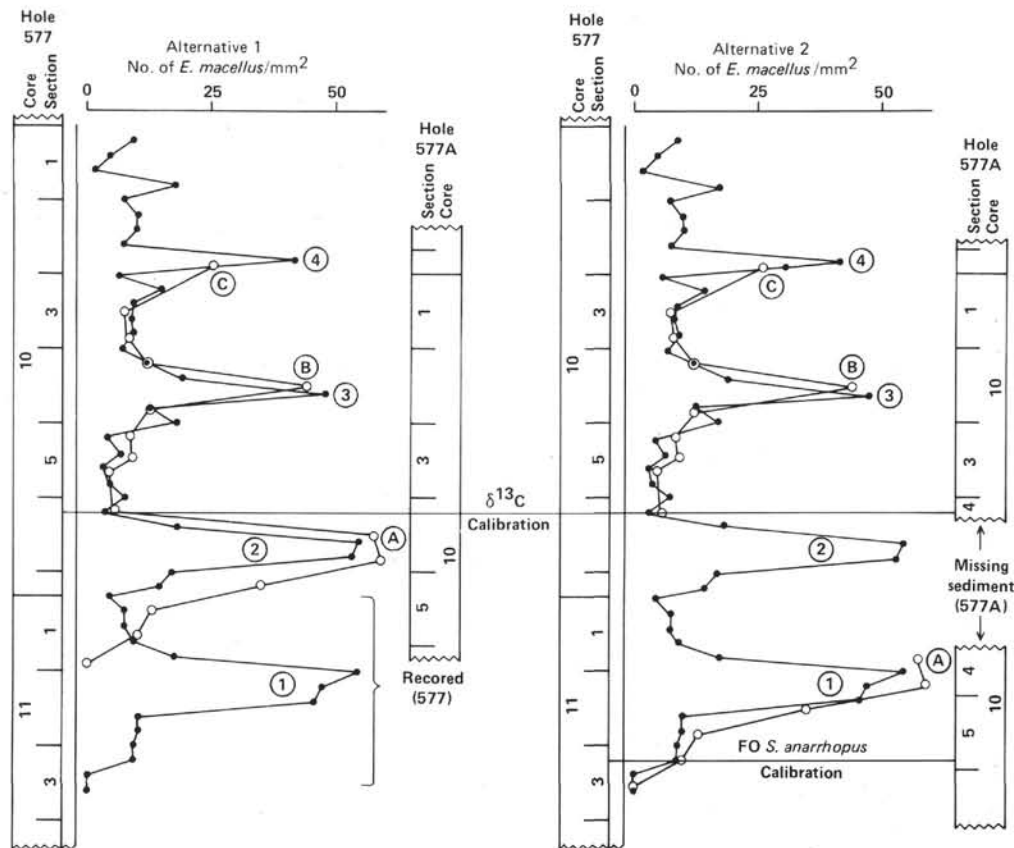 Hole
577
Core
Section
Alternative 1
No. of E. macellus/mm²
0 25 50
Hole
577A
Section
Core
1
3
10
5
1
11
3
4
C
B
3
2
A
1
1
3
10
5
δ¹³C
Calibration
Recored
(577)
Hole
577
Core
Section
Alternative 2
No. of E. macellus/mm²
0 25 50
Hole
577A
Section
Core
1
3
10
5
1
11
3
4
C
B
3
2
A
1
FO S. anarrhopus
Calibration
1
10
3
4
Missing
sediment
(577A)
4
10
5